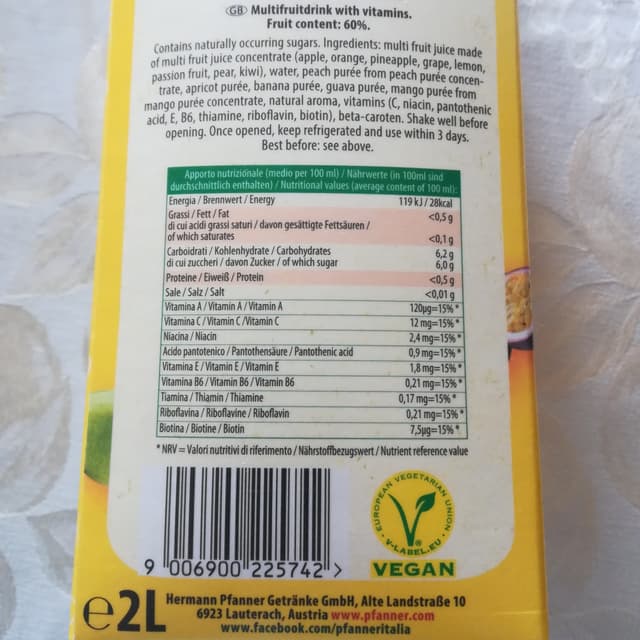 GB Multifruitdrink with vitamins.
Fruit content: 60%.
Contains naturally occurring sugars. Ingredients: multi fruit juice made
of multi fruit juice concentrate (apple, orange, pineapple, grape, lemon,
passion fruit, pear, kiwi), water, peach purée from peach purée concen-
trate, apricot purée, banana purée, guava purée, mango purée from
mango purée concentrate, natural aroma, vitamins (C, niacin, pantothenic
acid, E, B6, thiamine, riboflavin, biotin), beta-caroten. Shake well before
opening. Once opened, keep refrigerated and use within 3 days.
Best before: see above.
Apporto nutrizionale (medio per 100 ml) / Nährwerte (in 100ml sind
durchschnittlich enthalten) / Nutritional values (average content of 100 ml):
Energia / Brennwert / Energy 119 kJ / 28kcal
Grassi / Fett / Fat <0,5 g
di cui acidi grassi saturi / davon gesättigte Fettsäuren /
of which saturates <0,1 g
Carboidrati / Kohlenhydrate / Carbohydrates 6,2 g
di cui zuccheri / davon Zucker / of which sugar 6,0 g
Proteine / Eiweiß / Protein <0,5 g
Sale / Salz / Salt <0,01 g
Vitamina A / Vitamin A / Vitamin A 120µg=15% *
Vitamina C / Vitamin C / Vitamin C 12 mg=15% *
Niacina / Niacin 2,4 mg=15% *
Acido pantotenico / Pantothensäure / Pantothenic acid 0,9 mg=15% *
Vitamina E / Vitamin E / Vitamin E 1,8 mg=15% *
Vitamina B6 / Vitamin B6 / Vitamin B6 0,21 mg=15% *
Tiamina / Thiamin / Thiamine 0,17 mg=15% *
Riboflavina / Riboflavine / Riboflavin 0,21 mg=15% *
Biotina / Biotine / Biotin 7,5µg=15% *
* NRV = Valori nutritivi di riferimento / Nährstoffbezugswert / Nutrient reference value
EUROPEAN VEGETARIAN UNION
V-LABEL.EU
VEGAN
9 006900 225742 >
e 2L
Hermann Pfanner Getränke GmbH, Alte Landstraße 10
6923 Lauterach, Austria www.pfanner.com
www.facebook.com/pfanneritalia